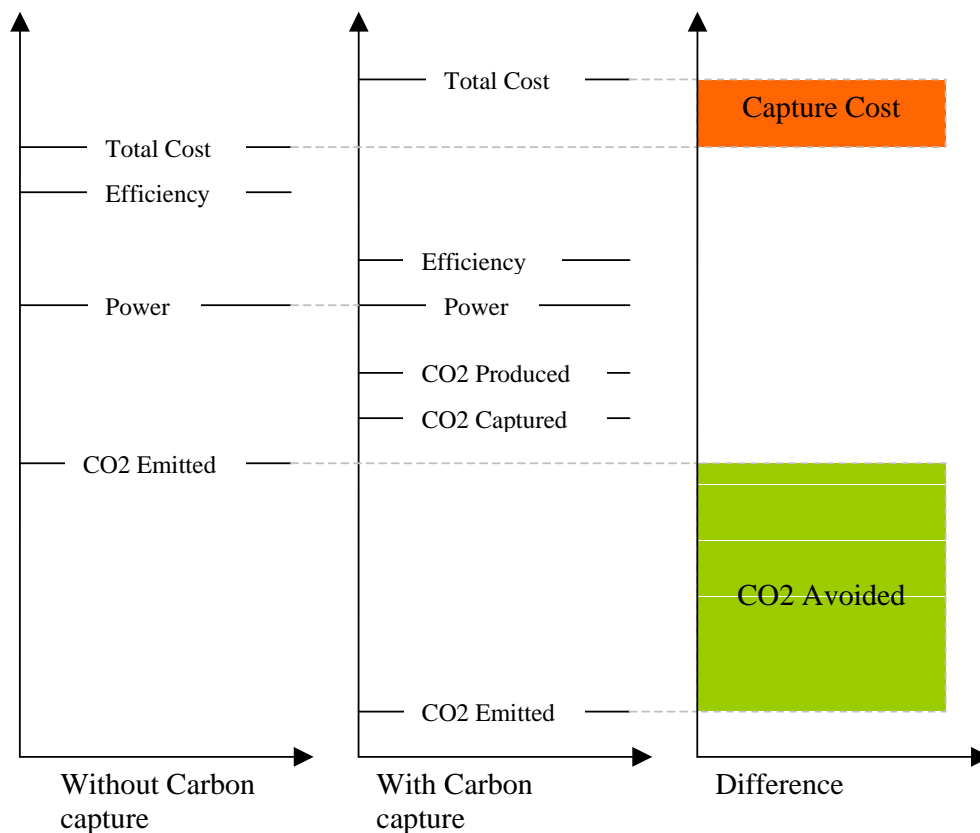 Total Cost
Efficiency
Power
CO2 Emitted
Without Carbon
capture
Total Cost
Efficiency
Power
CO2 Produced
CO2 Captured
CO2 Emitted
With Carbon
capture
Capture Cost
CO2 Avoided
Difference